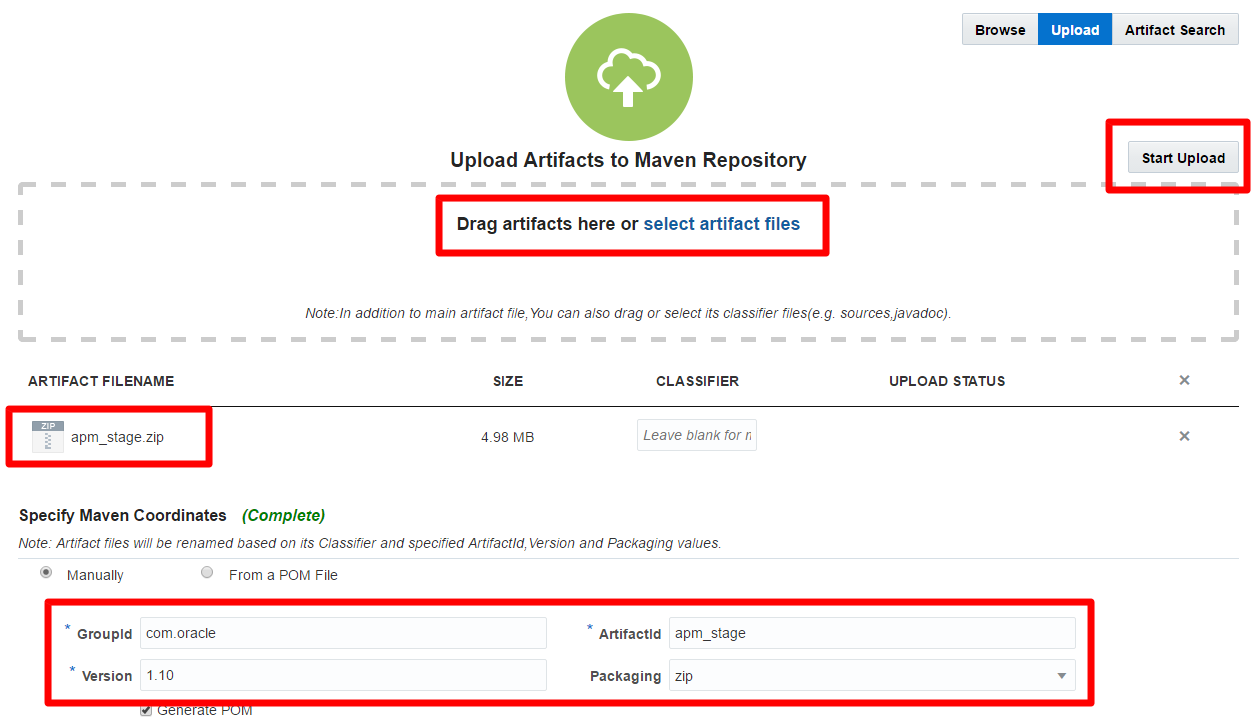 Browse Upload Artifact Search
Upload Artifacts to Maven Repository
Start Upload
Drag artifacts here or select artifact files
Note:In addition to main artifact file,You can also drag or select its classifier files(e.g. sources,javadoc).
ARTIFACT FILENAME SIZE CLASSIFIER UPLOAD STATUS ×
ZIP apm_stage.zip 4.98 MB Leave blank for ×
Specify Maven Coordinates (Complete)
Note: Artifact files will be renamed based on its Classifier and specified ArtifactId,Version and Packaging values.
Manually From a POM File
* GroupId com.oracle * ArtifactId apm_stage
* Version 1.10 Packaging zip
Generate POM